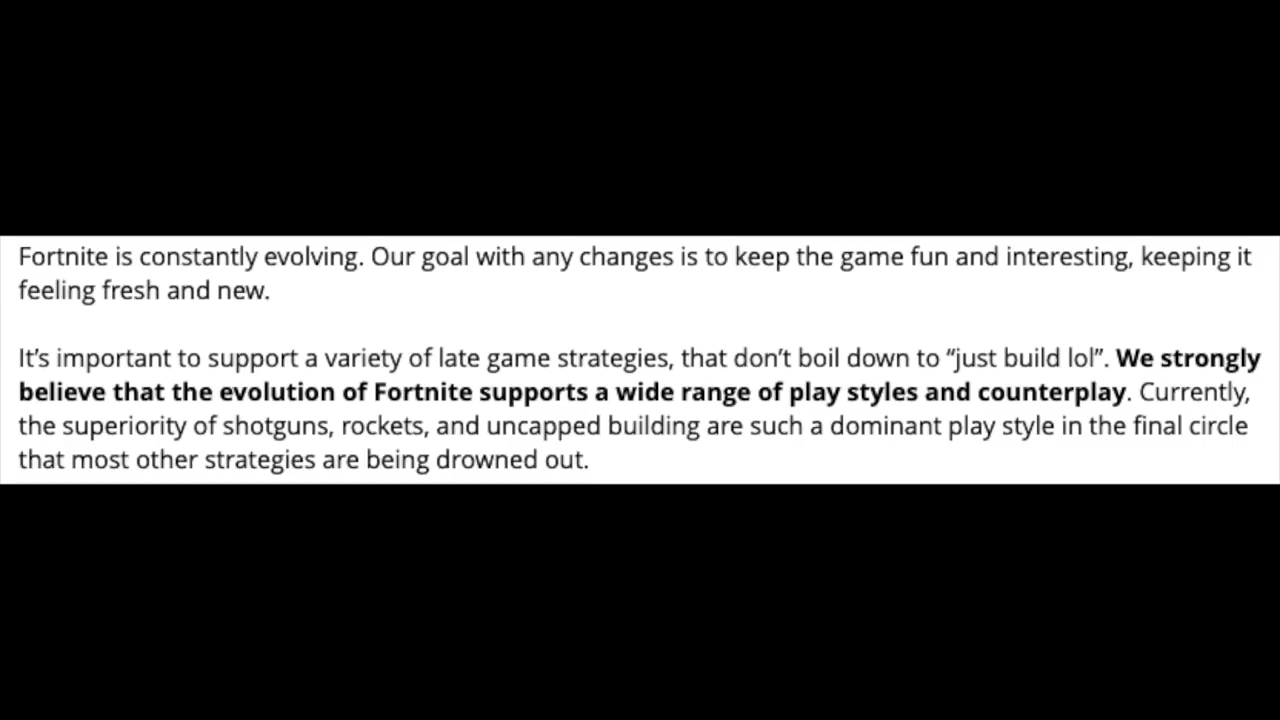 Fortnite is constantly evolving. Our goal with any changes is to keep the game fun and interesting, keeping it
feeling fresh and new.
It’s important to support a variety of late game strategies, that don’t boil down to “just build lol”. We strongly
believe that the evolution of Fortnite supports a wide range of play styles and counterplay. Currently,
the superiority of shotguns, rockets, and uncapped building are such a dominant play style in the final circle
that most other strategies are being drowned out.